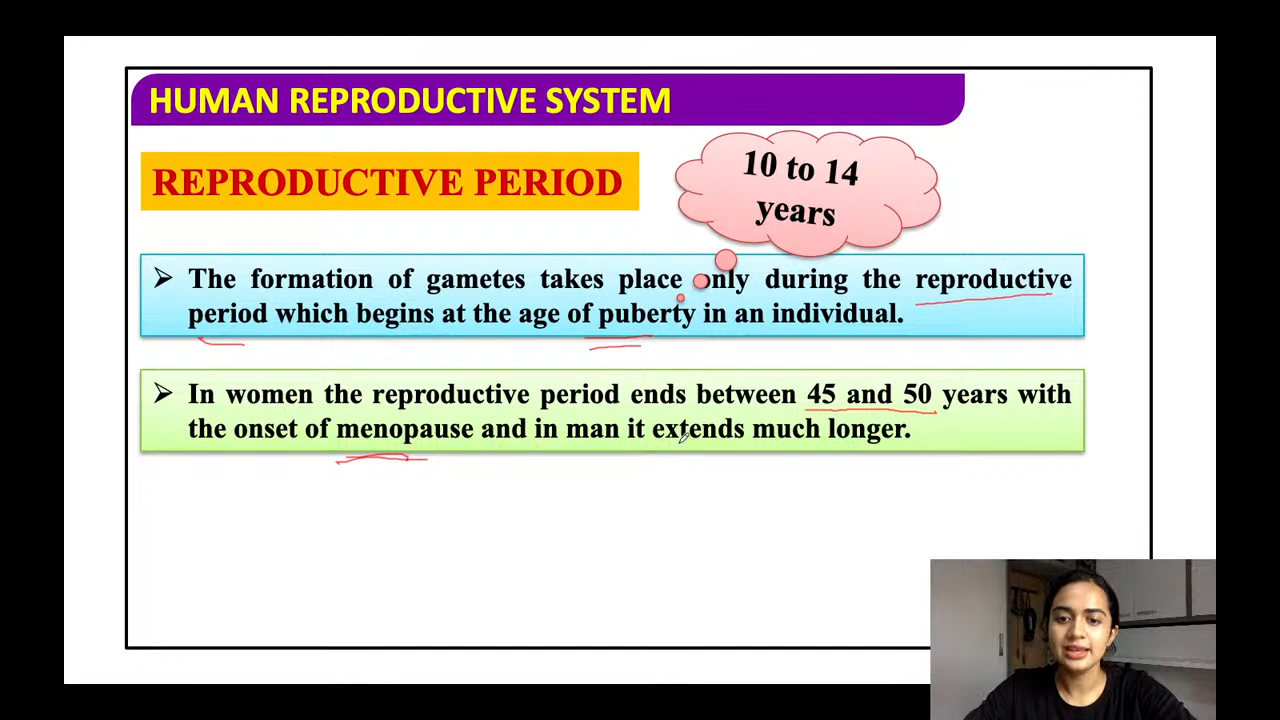 HUMAN REPRODUCTIVE SYSTEM
REPRODUCTIVE PERIOD
10 to 14
years
➢ The formation of gametes takes place only during the reproductive
period which begins at the age of puberty in an individual.
➢ In women the reproductive period ends between 45 and 50 years with
the onset of menopause and in man it extends much longer.